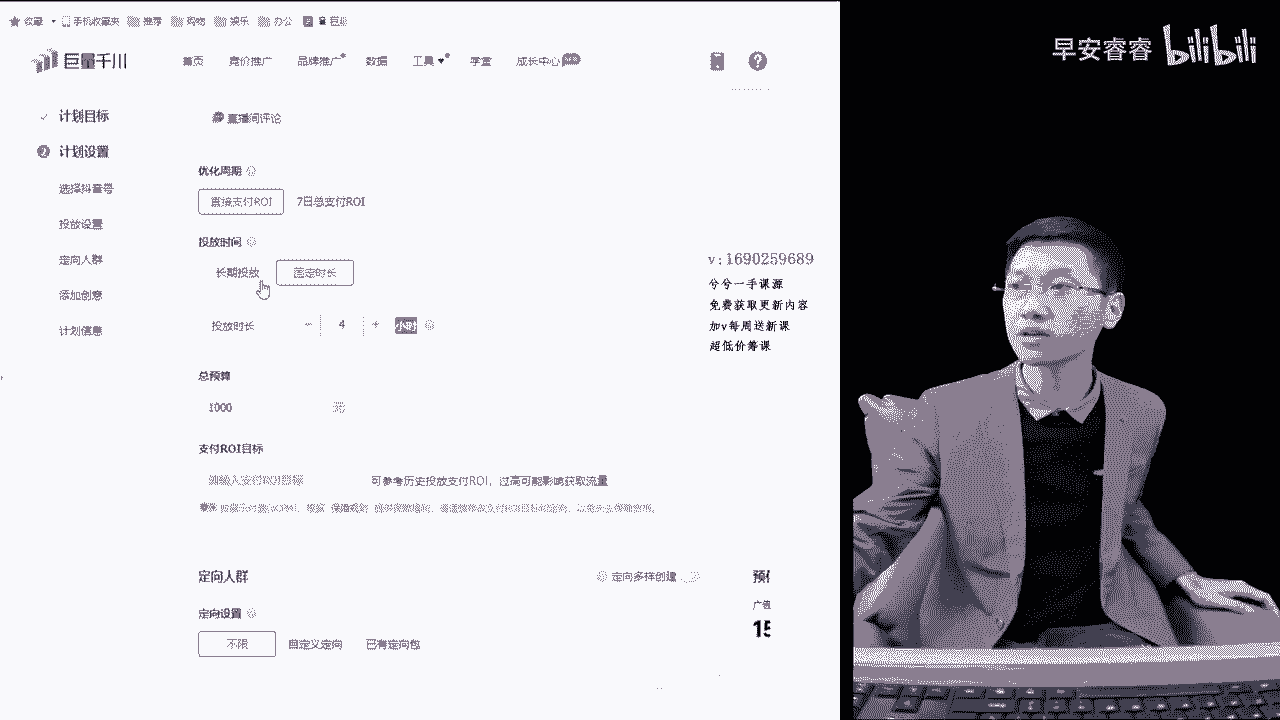 收藏 手机收藏夹 推荐 购物 娱乐 办公
巨量千川 首页 竞价推广 品牌推广 数据 工具 学堂 成长中心
早安睿睿 bilibili
计划目标
计划设置
选择抖音号
投放设置
定向人群
添加创意
计划信息
直播间评论
优化周期
直接支付ROI 7日总支付ROI
投放时间
长期投放 固定时长
投放时长 4 + 小时
总预算
1000 元
支付ROI目标
请输入支付ROI目标 可参考历史投放支付ROI，过高可能影响获取流量
定向人群 定向多样创建
定向设置
不限 自定义定向 已有定向包
v:1690259689
兮兮一手课源
免费获取更新内容
加v每周送新课
超低价筹课
广告
15